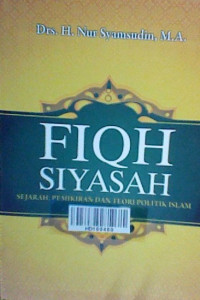 Drs. H. Nur Syamsudin, M.A.
FIQH
SIYASAH
SEJARAH, PEMIKIRAN DAN TEORI POLITIK ISLAM